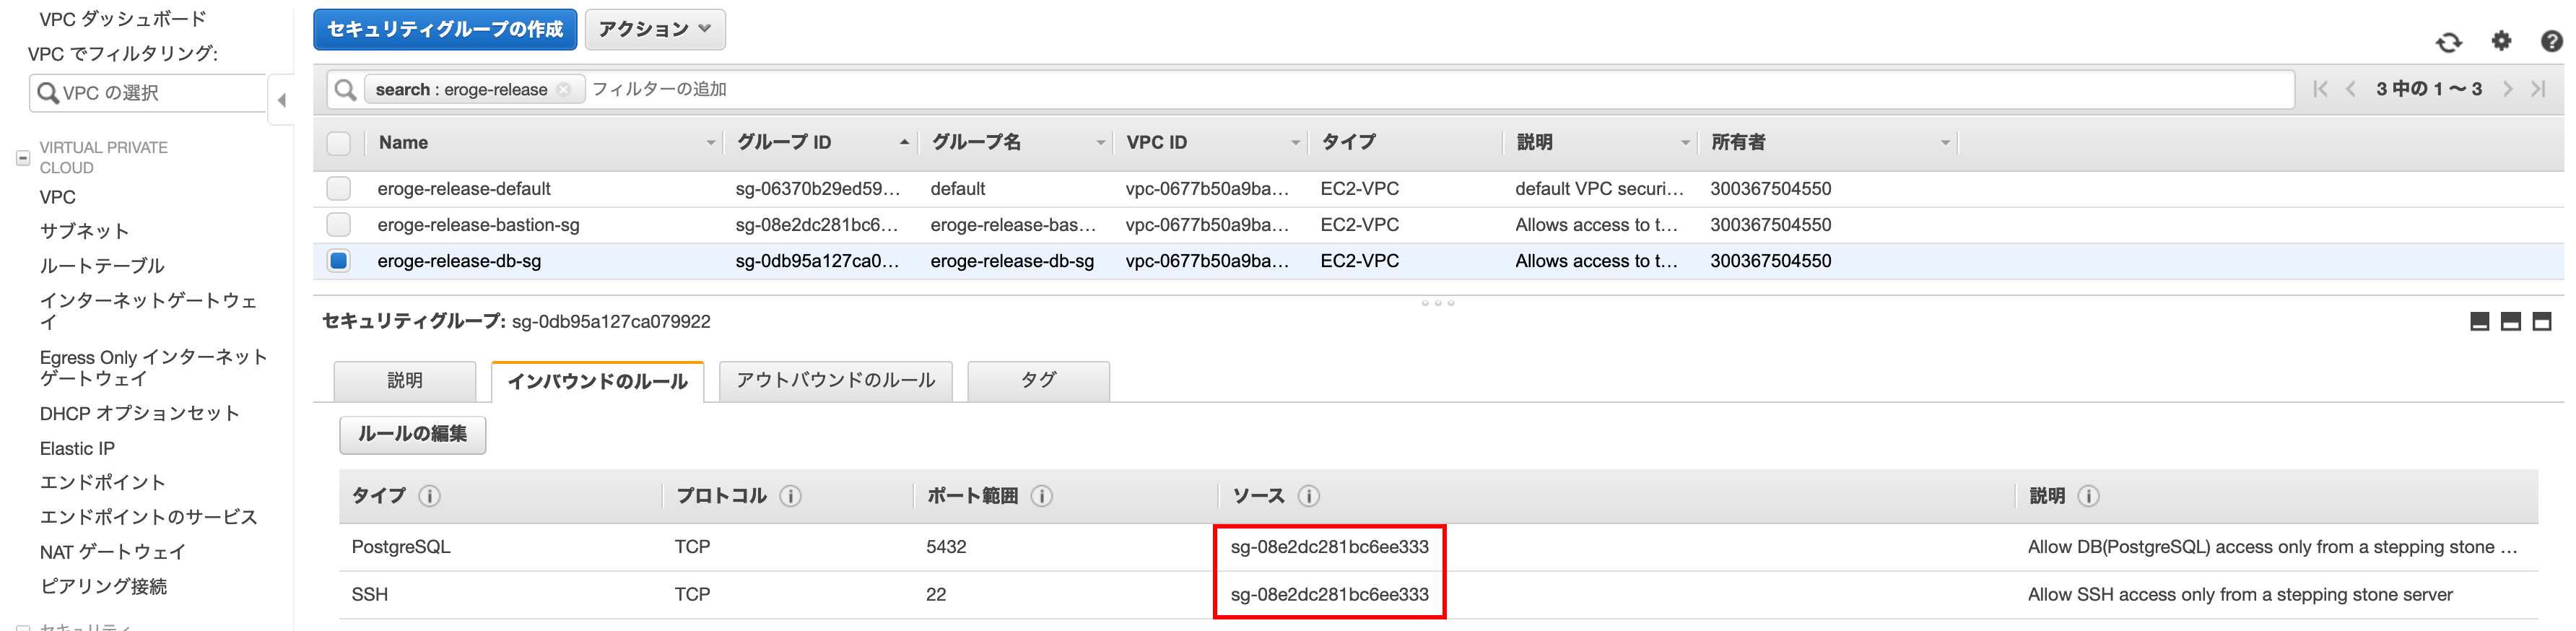 VPC ダッシュボード
VPC でフィルタリング:
VPC の選択
VIRTUAL PRIVATE
CLOUD
VPC
サブネット
ルートテーブル
インターネットゲートウェ
イ
Egress Only インターネット
ゲートウェイ
DHCP オプションセット
Elastic IP
エンドポイント
エンドポイントのサービス
NAT ゲートウェイ
ピアリング接続
セキュリティ
セキュリティグループの作成 アクション
search : eroge-release フィルターの追加 3 中の 1 〜 3
Name グループ ID グループ名 VPC ID タイプ 説明 所有者
eroge-release-default sg-06370b29ed59... default vpc-0677b50a9ba... EC2-VPC default VPC securi... 300367504550
eroge-release-bastion-sg sg-08e2dc281bc6... eroge-release-bas... vpc-0677b50a9ba... EC2-VPC Allows access to t... 300367504550
eroge-release-db-sg sg-0db95a127ca0... eroge-release-db-sg vpc-0677b50a9ba... EC2-VPC Allows access to t... 300367504550
セキュリティグループ: sg-0db95a127ca079922
説明 インバウンドのルール アウトバウンドのルール タグ
ルールの編集
タイプ プロトコル ポート範囲 ソース 説明
PostgreSQL TCP 5432 sg-08e2dc281bc6ee333 Allow DB(PostgreSQL) access only from a stepping stone ...
SSH TCP 22 sg-08e2dc281bc6ee333 Allow SSH access only from a stepping stone server